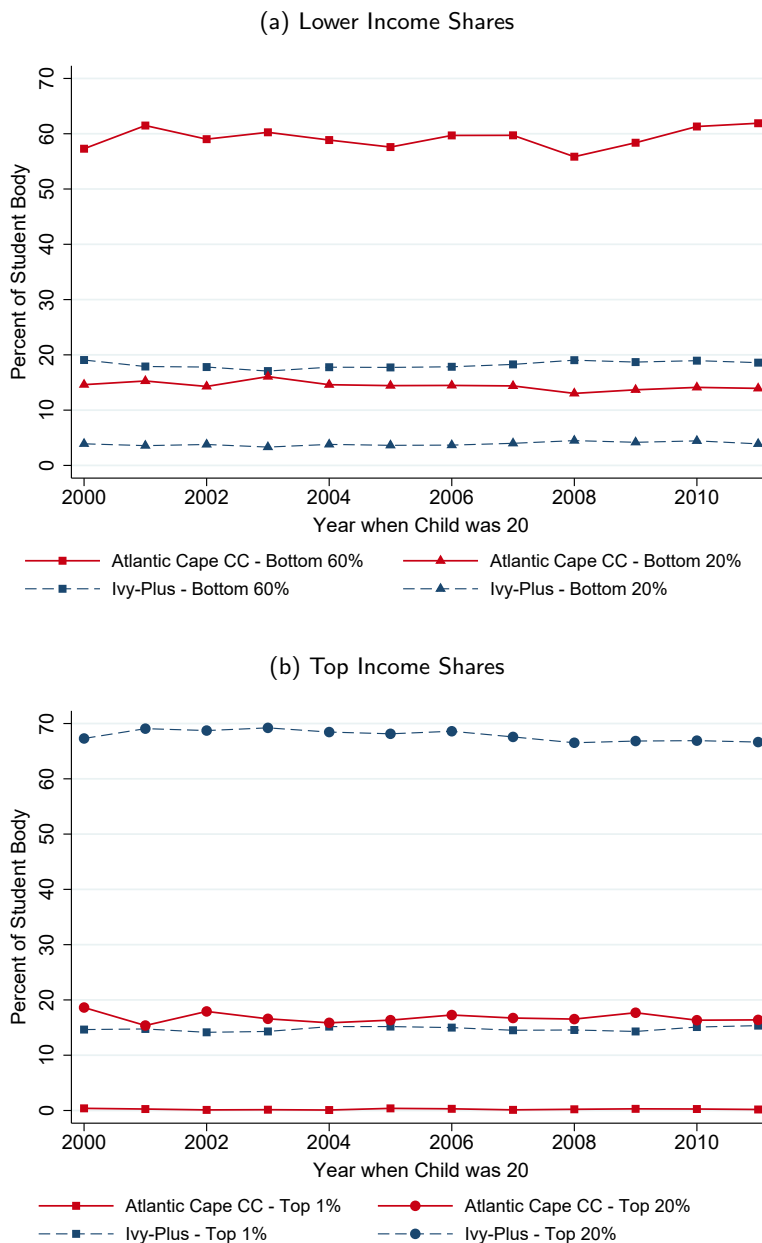 (a) Lower Income Shares
Percent of Student Body
70
60
50
40
30
20
10
0
2000 2002 2004 2006 2008 2010
Year when Child was 20
Atlantic Cape CC - Bottom 60% Atlantic Cape CC - Bottom 20%
Ivy-Plus - Bottom 60% Ivy-Plus - Bottom 20%
(b) Top Income Shares
Percent of Student Body
70
60
50
40
30
20
10
0
2000 2002 2004 2006 2008 2010
Year when Child was 20
Atlantic Cape CC - Top 1% Atlantic Cape CC - Top 20%
Ivy-Plus - Top 1% Ivy-Plus - Top 20%